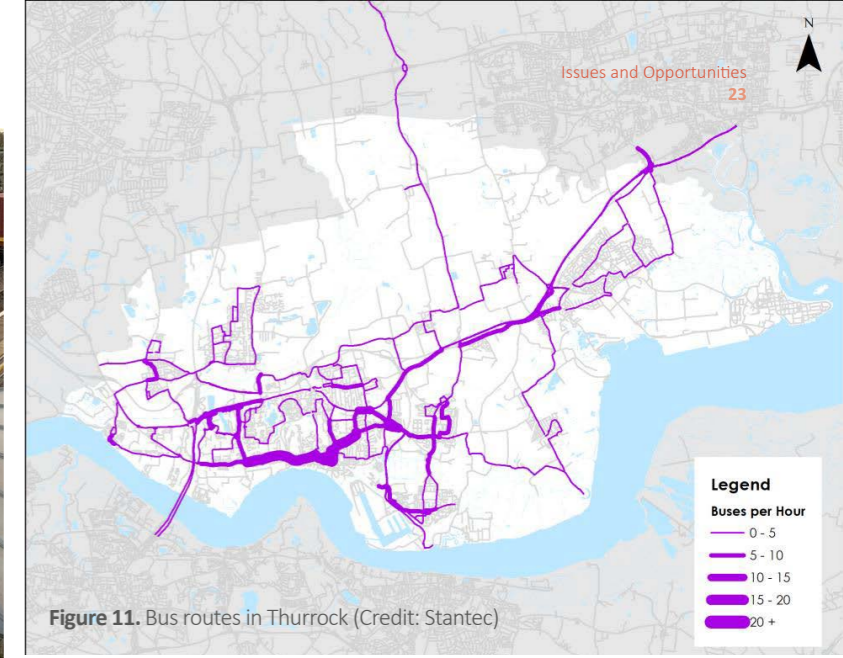 N
Issues and Opportunities
23
Legend
Buses per Hour
0 - 5
5 - 10
10 - 15
15 - 20
20 +
Figure 11. Bus routes in Thurrock (Credit: Stantec)